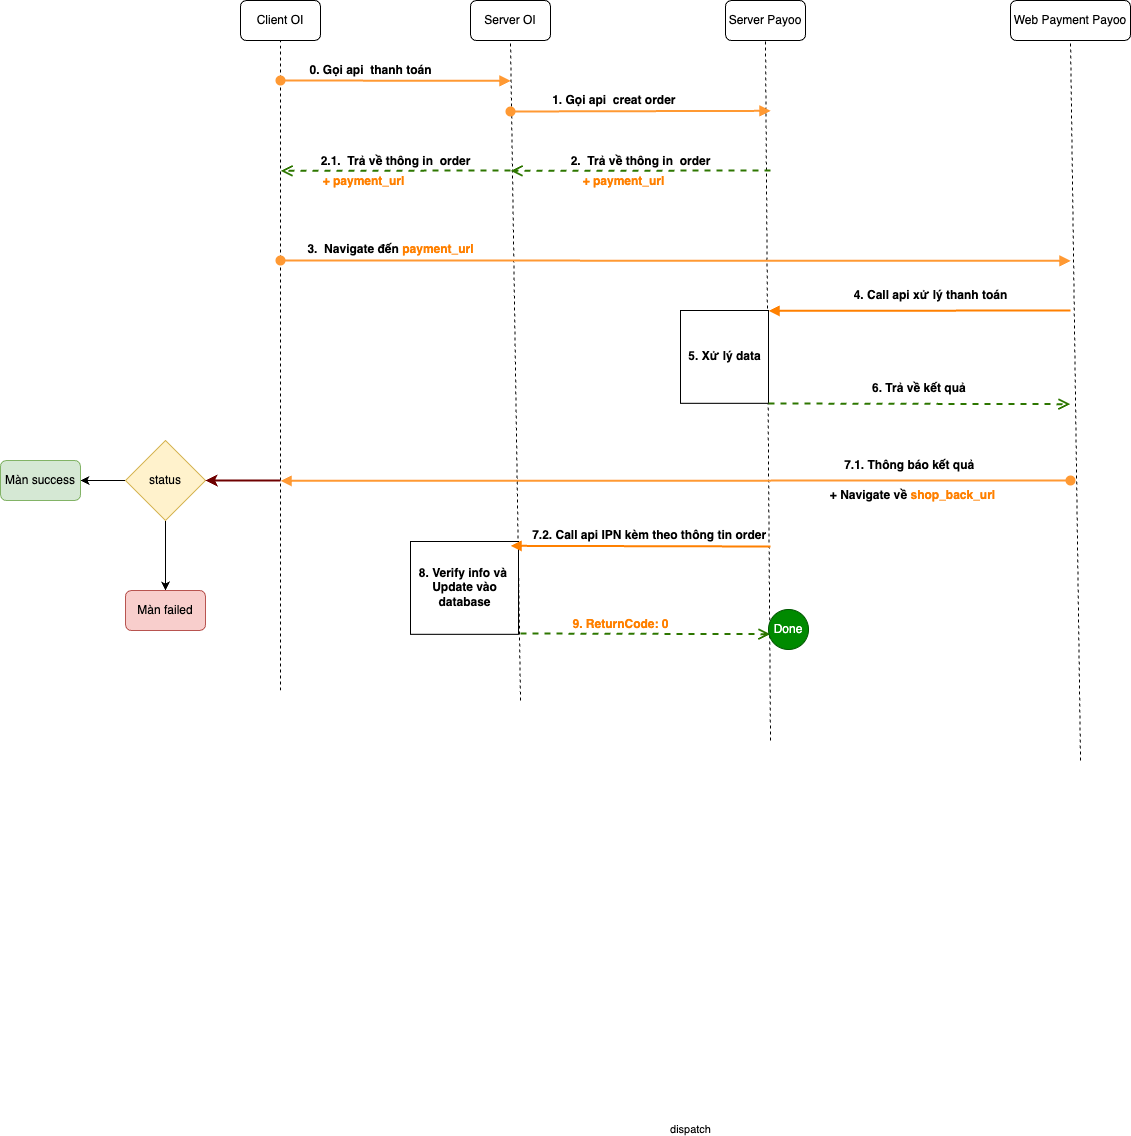 Client OI
Server OI
Server Payoo
Web Payment Payoo
0. Gọi api thanh toán
1. Gọi api creat order
2.1. Trả về thông in order
+ payment_url
2. Trả về thông in order
+ payment_url
3. Navigate đến payment_url
4. Call api xử lý thanh toán
5. Xử lý data
6. Trả về kết quả
7.1. Thông báo kết quả
+ Navigate về shop_back_url
status
Màn success
Màn failed
7.2. Call api IPN kèm theo thông tin order
8. Verify info và
Update vào
database
9. ReturnCode: 0
Done
dispatch